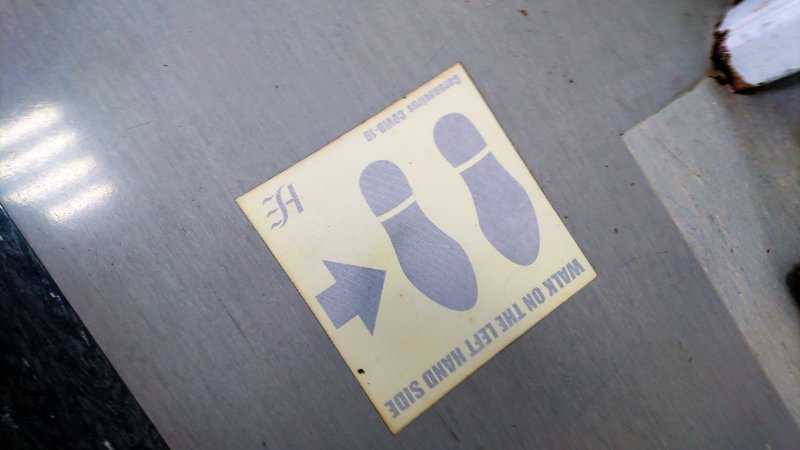 Coronavirus COVID-19
WALK ON THE LEFT HAND SIDE